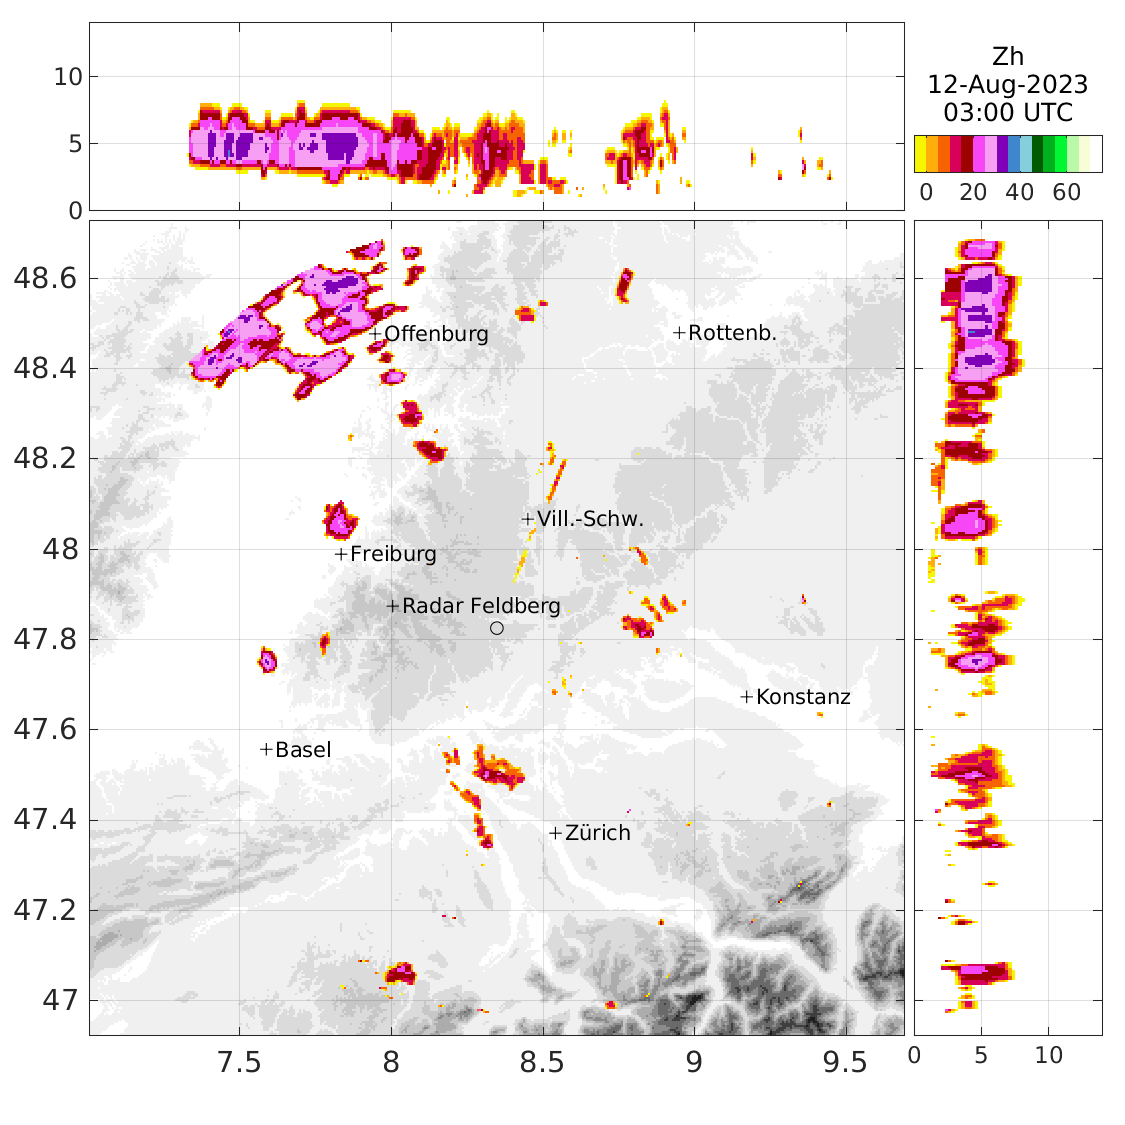 Zh
12-Aug-2023
03:00 UTC
10
5
0
0 20 40 60
48.6
48.4
48.2
48
47.8
47.6
47.4
47.2
47
+Offenburg
+Rottenb.
+Vill.-Schw.
+Freiburg
+Radar Feldberg
+Konstanz
+Basel
+Zürich
7.5 8 8.5 9 9.5
0 5 10